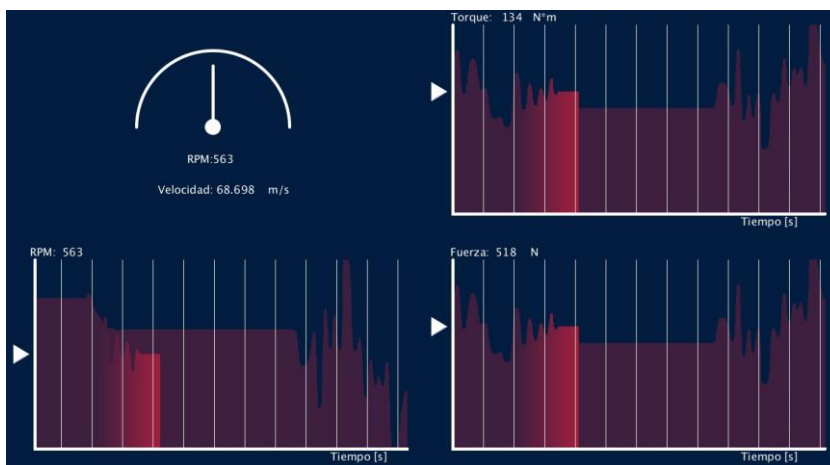 Torque: 134 N*m
RPM:563
Velocidad: 68.698 m/s
Tiempo [s]
RPM: 563
Fuerza: 518 N
Tiempo [s]
Tiempo [s]